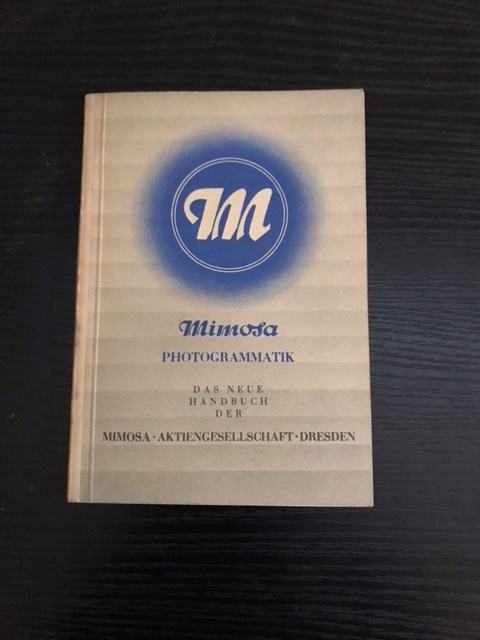 M
Mimosa
PHOTOGRAMMATIK
DAS NEUE
HANDBUCH
DER
MIMOSA · AKTIENGESELLSCHAFT · DRESDEN